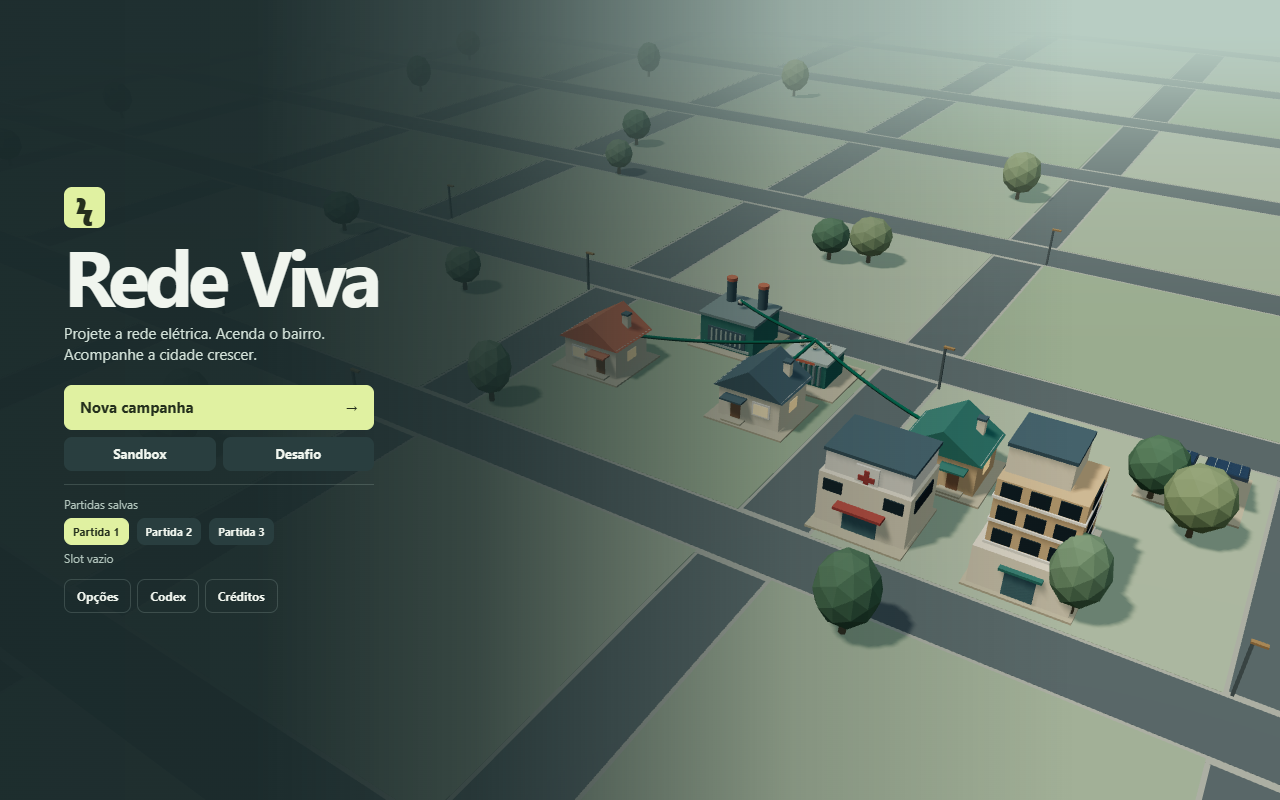 Rede Viva
Projete a rede elétrica. Acenda o bairro.
Acompanhe a cidade crescer.
Nova campanha →
Sandbox Desafio
Partidas salvas
Partida 1 Partida 2 Partida 3
Slot vazio
Opções Codex Créditos